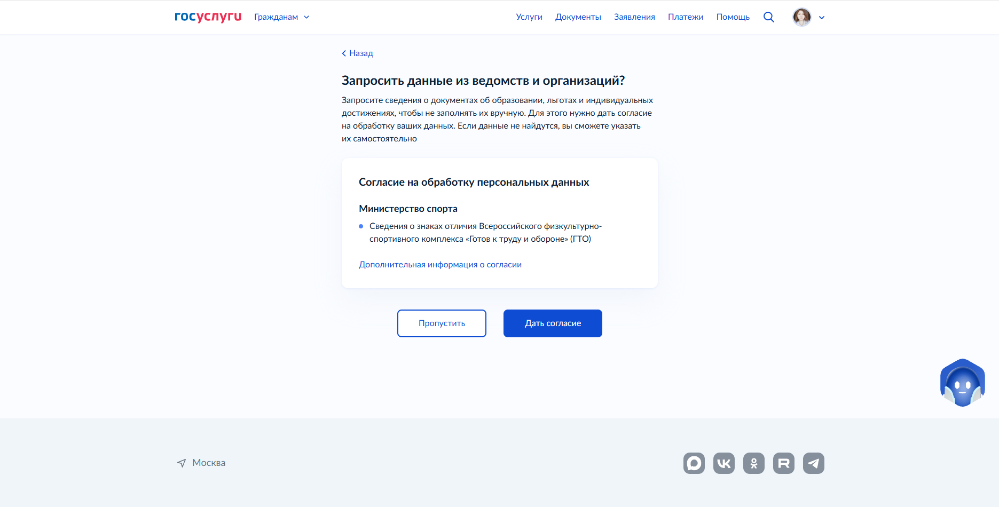 госуслуги Гражданам Услуги Документы Заявления Платежи Помощь
Назад
Запросить данные из ведомств и организаций?
Запросите сведения о документах об образовании, льготах и индивидуальных
достижениях, чтобы не заполнять их вручную. Для этого нужно дать согласие
на обработку ваших данных. Если данные не найдутся, вы сможете указать
их самостоятельно
Согласие на обработку персональных данных
Министерство спорта
Сведения о знаках отличия Всероссийского физкультурно-
спортивного комплекса «Готов к труду и обороне» (ГТО)
Дополнительная информация о согласии
Пропустить Дать согласие
Москва